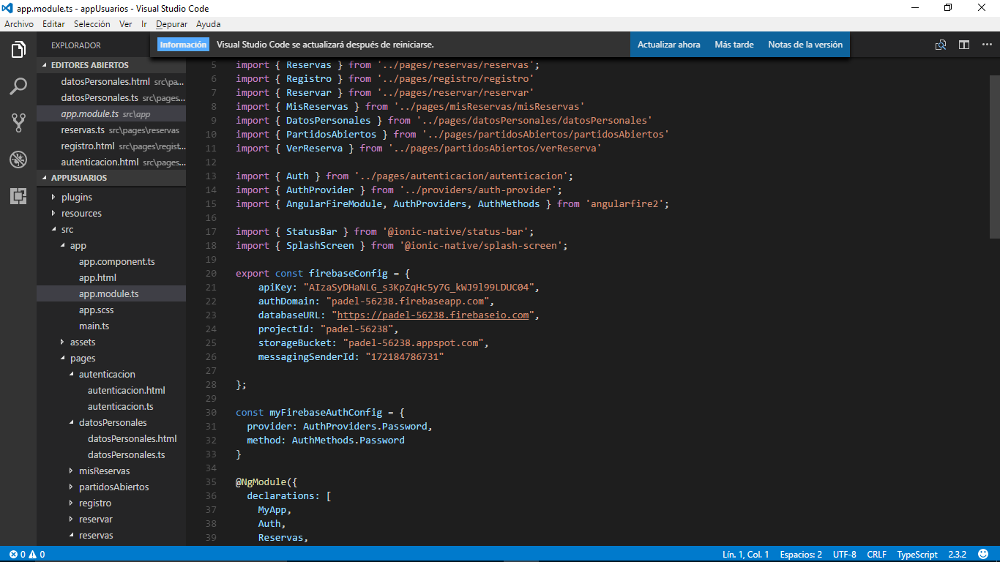 app.module.ts - appUsuarios - Visual Studio Code
Archivo Editar Selección Ver Ir Depurar Ayuda
EXPLORADOR
Información Visual Studio Code se actualizará después de reiniciarse. Actualizar ahora Más tarde Notas de la versión
EDITORES ABIERTOS
datosPersonales.html src\pa...
datosPersonales.ts src\pages...
app.module.ts src\app
reservas.ts src\pages\reservas
registro.html src\pages\regist...
autenticacion.html src\pages...
APPUSUARIOS
plugins
resources
src
app
app.component.ts
app.html
app.module.ts
app.scss
main.ts
assets
pages
autenticacion
autenticacion.html
autenticacion.ts
datosPersonales
datosPersonales.html
datosPersonales.ts
misReservas
partidosAbiertos
registro
reservar
reservas
5 import { Reservas } from '../pages/reservas/reservas';
6 import { Registro } from '../pages/registro/registro'
7 import { Reservar } from '../pages/reservar/reservar'
8 import { MisReservas } from '../pages/misReservas/misReservas'
9 import { DatosPersonales } from '../pages/datosPersonales/datosPersonales'
10 import { PartidosAbiertos } from '../pages/partidosAbiertos/partidosAbiertos'
11 import { VerReserva } from '../pages/partidosAbiertos/verReserva'
12
13 import { Auth } from '../pages/autenticacion/autenticacion';
14 import { AuthProvider } from '../providers/auth-provider';
15 import { AngularFireModule, AuthProviders, AuthMethods } from 'angularfire2';
16
17 import { StatusBar } from '@ionic-native/status-bar';
18 import { SplashScreen } from '@ionic-native/splash-screen';
19
20 export const firebaseConfig = {
21 apiKey: "AIzaSyDHaNLG_s3KpZqHc5y7G_kWJ9l99LDUC04",
22 authDomain: "padel-56238.firebaseapp.com",
23 databaseURL: "https://padel-56238.firebaseio.com",
24 projectId: "padel-56238",
25 storageBucket: "padel-56238.appspot.com",
26 messagingSenderId: "172184786731"
27
28 };
29
30 const myFirebaseAuthConfig = {
31 provider: AuthProviders.Password,
32 method: AuthMethods.Password
33 }
34
35 @NgModule({
36 declarations: [
37 MyApp,
38 Auth,
39 Reservas,
0 0 Lín. 1, Col. 1 Espacios: 2 UTF-8 CRLF TypeScript 2.3.2